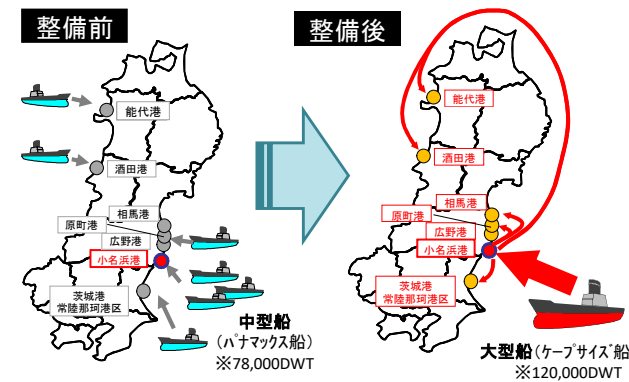 整備前
能代港
酒田港
相馬港
原町港
広野港
小名浜港
茨城港
常陸那珂港区
中型船
（パナマックス船）
※78,000DWT
整備後
能代港
酒田港
相馬港
原町港
広野港
小名浜港
茨城港
常陸那珂港区
大型船（ケープサイズ船
※120,000DWT